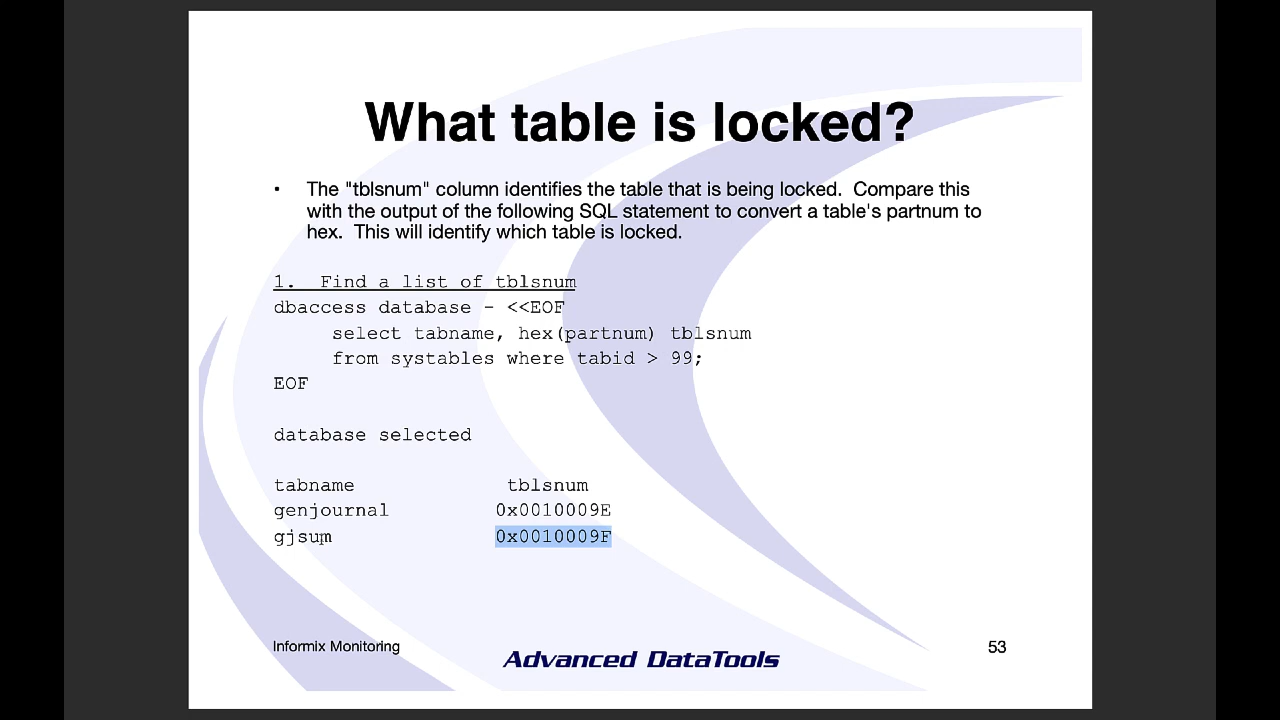 What table is locked?
• The "tblsnum" column identifies the table that is being locked. Compare this
with the output of the following SQL statement to convert a table's partnum to
hex. This will identify which table is locked.
1. Find a list of tblsnum
dbaccess database - <<EOF
select tabname, hex(partnum) tblsnum
from systables where tabid > 99;
EOF
database selected
tabname tblsnum
genjournal 0x0010009E
gjsum 0x0010009F
Informix Monitoring
Advanced DataTools
53